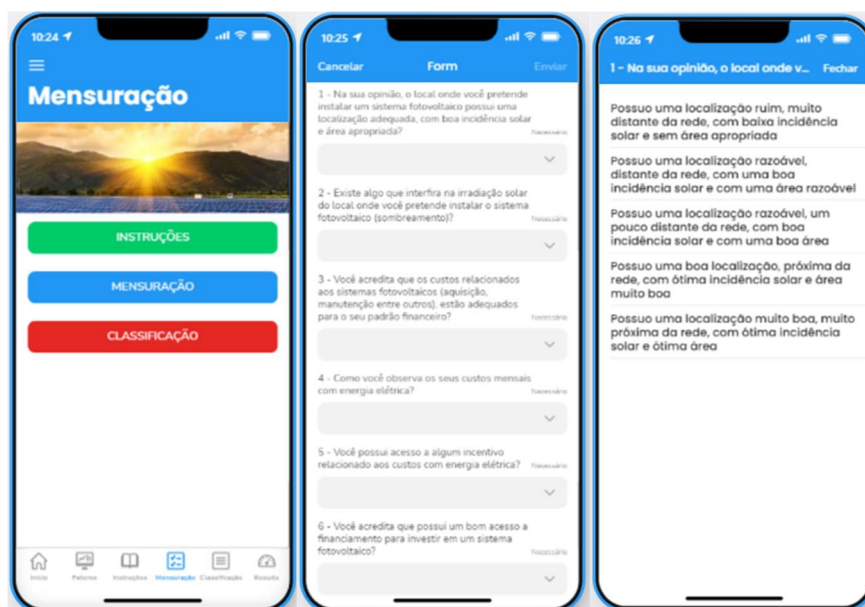 10:24
Mensuração
INSTRUÇÕES
MENSURAÇÃO
CLASSIFICAÇÃO
Início
Fatores
Instruções
Mensuração
Classificação
Results
10:25
Cancelar
Form
Enviar
1 - Na sua opinião, o local onde você pretende
instalar um sistema fotovoltaico possui uma
localização adequada, com boa incidência solar
e área apropriada?
Necessário
2 - Existe algo que interfira na irradiação solar
do local onde você pretende instalar o sistema
fotovoltaico (sombreamento)?
Necessário
3 - Você acredita que os custos relacionados
aos sistemas fotovoltaicos (aquisição,
manutenção entre outros), estão adequados
para o seu padrão financeiro?
Necessário
4 - Como você observa os seus custos mensais
com energia elétrica?
Necessário
5 - Você possui acesso a algum incentivo
relacionado aos custos com energia elétrica?
Necessário
6 - Você acredita que possui um bom acesso a
financiamento para investir em um sistema
fotovoltaico?
Necessário
10:26
1 - Na sua opinião, o local onde v...
Fechar
Possuo uma localização ruim, muito
distante da rede, com baixa incidência
solar e sem área apropriada
Possuo uma localização razoável,
distante da rede, com uma boa
incidência solar e com uma área razoável
Possuo uma localização razoável, um
pouco distante da rede, com boa
incidência solar e com uma boa área
Possuo uma boa localização, próxima da
rede, com ótima incidência solar e área
muito boa
Possuo uma localização muito boa, muito
próxima da rede, com ótima incidência
solar e ótima área